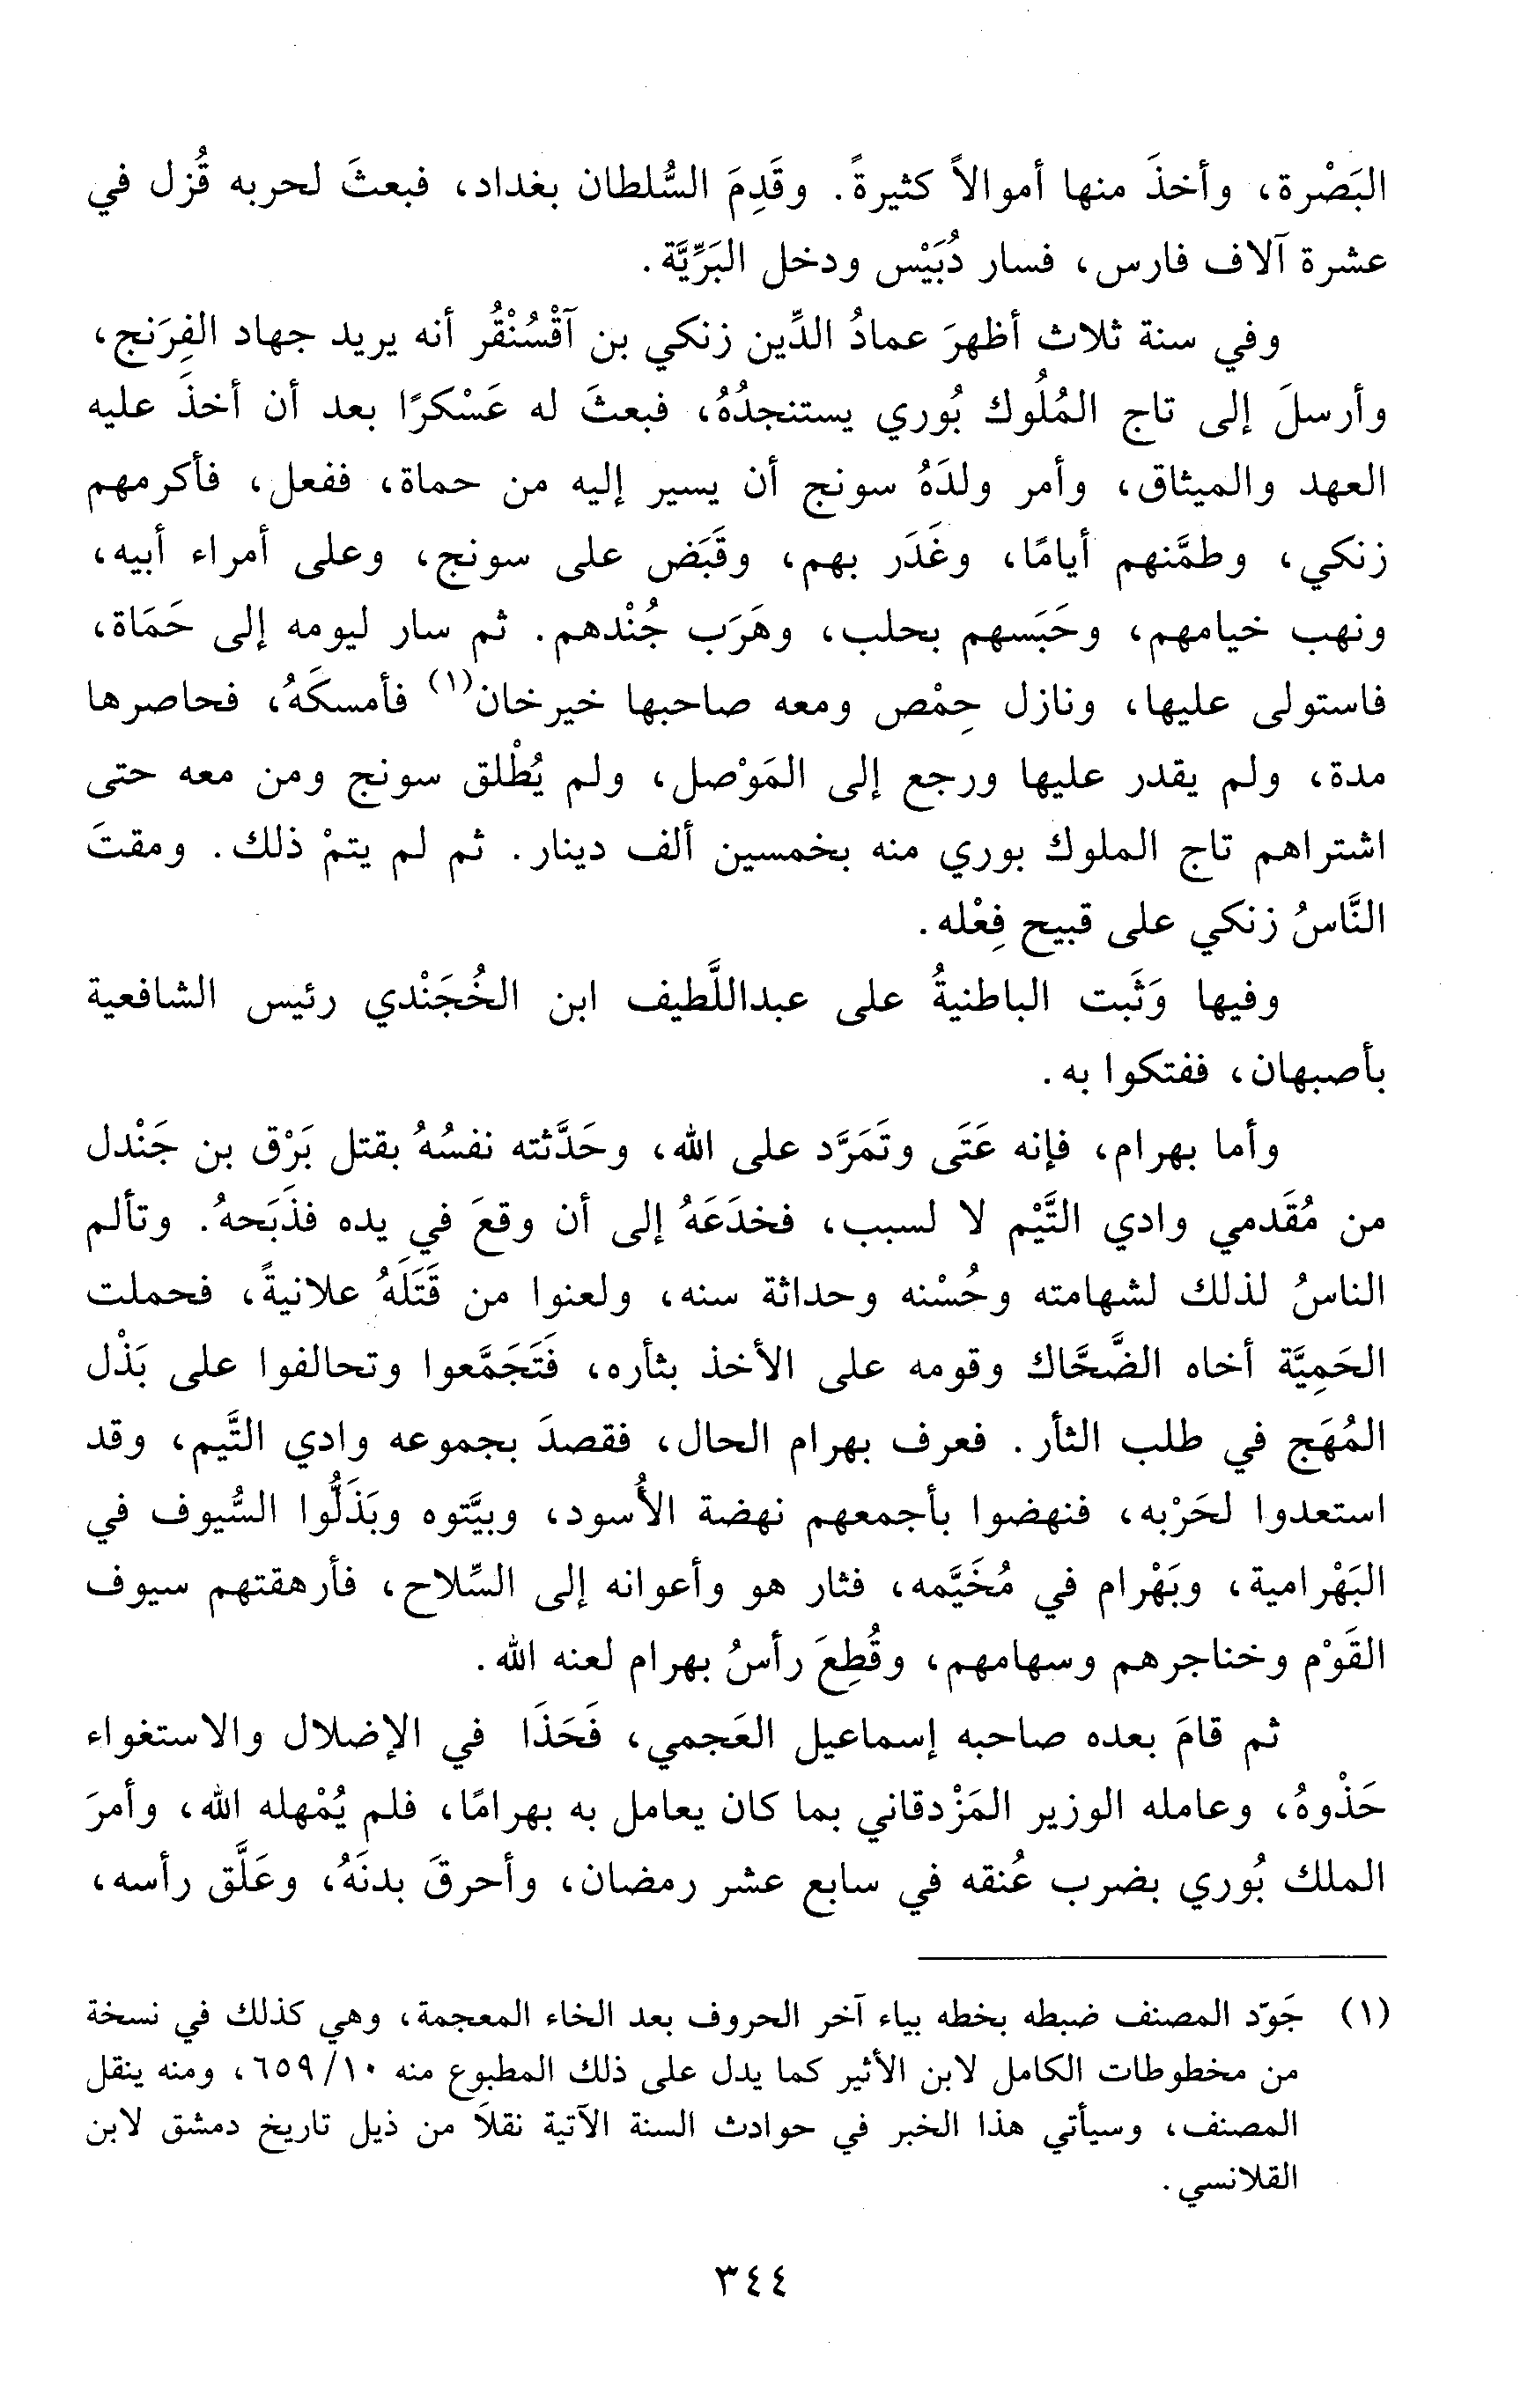 البَصْرة، وأخذَ منها أموالاً كثيرةً. وقَدِمَ السُّلطان بغداد، فبعثَ لحربه قُزل في
عشرة آلاف فارس، فسار دُبَيْس ودخل البَرِّيَّة.
وفي سنة ثلاث أظهرَ عمادُ الدِّين زنكي بن آقْسُنْقُر أنه يريد جهاد الفِرَنج،
وأرسلَ إلى تاج المُلُوك بُوري يستنجدُهُ، فبعثَ له عَسْكرًا بعد أن أخذَ عليه
العهد والميثاق، وأمر ولدَهُ سونج أن يسير إليه من حماة، ففعل، فأكرمهم
زنكي، وطمَّنهم أيامًا، وغَدَر بهم، وقَبَض على سونج، وعلى أمراء أبيه،
ونهب خيامهم، وحَبَسهم بحلب، وهَرَب جُنْدهم. ثم سار ليومه إلى حَمَاة،
فاستولى عليها، ونازل حِمْص ومعه صاحبها خيرخان(١) فأمسكَهُ، فحاصرها
مدة، ولم يقدر عليها ورجع إلى المَوْصل، ولم يُطْلق سونج ومن معه حتى
اشتراهم تاج الملوك بوري منه بخمسين ألف دينار. ثم لم يتمْ ذلك. ومقتَ
النَّاسُ زنكي على قبيح فِعْله.
وفيها وَثَبت الباطنيةُ على عبداللَّطيف ابن الخُجَنْدي رئيس الشافعية
بأصبهان، ففتكوا به.
وأما بهرام، فإنه عَتَى وتَمَرَّد على الله، وحَدَّثته نفسُهُ بقتل بَرْق بن جَنْدل
من مُقَدمي وادي التَّيْم لا لسبب، فخدَعَهُ إلى أن وقعَ في يده فذَبَحهُ. وتألم
الناسُ لذلك لشهامته وحُسْنه وحداثة سنه، ولعنوا من قَتَلَهُ علانيةً، فحملت
الحَمِيَّة أخاه الضَّحَّاك وقومه على الأخذ بثأره، فَتَجَمَّعوا وتحالفوا على بَذْل
المُهَج في طلب الثأر. فعرف بهرام الحال، فقصدَ بجموعه وادي التَّيم، وقد
استعدوا لحَرْبه، فنهضوا بأجمعهم نهضة الأُسود، وبيَّتوه وبَذَلُّوا السُّيوف في
البَهْرامية، وبَهْرام في مُخَيَّمه، فثار هو وأعوانه إلى السِّلاح، فأرهقتهم سيوف
القَوْم وخناجرهم وسهامهم، وقُطِعَ رأسُ بهرام لعنه الله.
ثم قامَ بعده صاحبه إسماعيل العَجمي، فَحَذَا في الإضلال والاستغواء
حَذْوهُ، وعامله الوزير المَزْدقاني بما كان يعامل به بهرامًا، فلم يُمْهله الله، وأمرَ
الملك بُوري بضرب عُنقه في سابع عشر رمضان، وأحرقَ بدنَهُ، وعَلَّق رأسه،
(١) جَوّد المصنف ضبطه بخطه بياء آخر الحروف بعد الخاء المعجمة، وهي كذلك في نسخة
من مخطوطات الكامل لابن الأثير كما يدل على ذلك المطبوع منه ١٠/ ٦٥٩، ومنه ينقل
المصنف، وسيأتي هذا الخبر في حوادث السنة الآتية نقلاً من ذيل تاريخ دمشق لابن
القلانسي.
٣٤٤